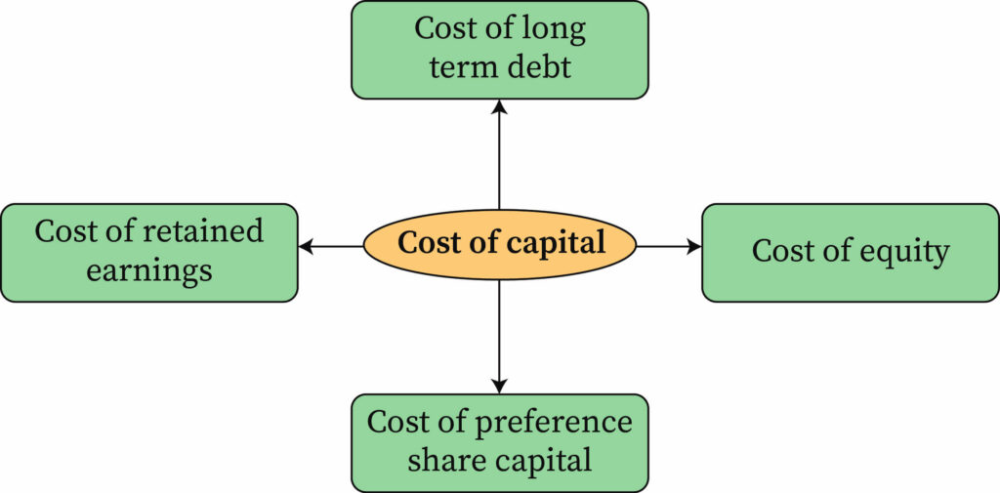 Cost of long
term debt
Cost of retained
earnings
Cost of capital
Cost of equity
Cost of preference
share capital